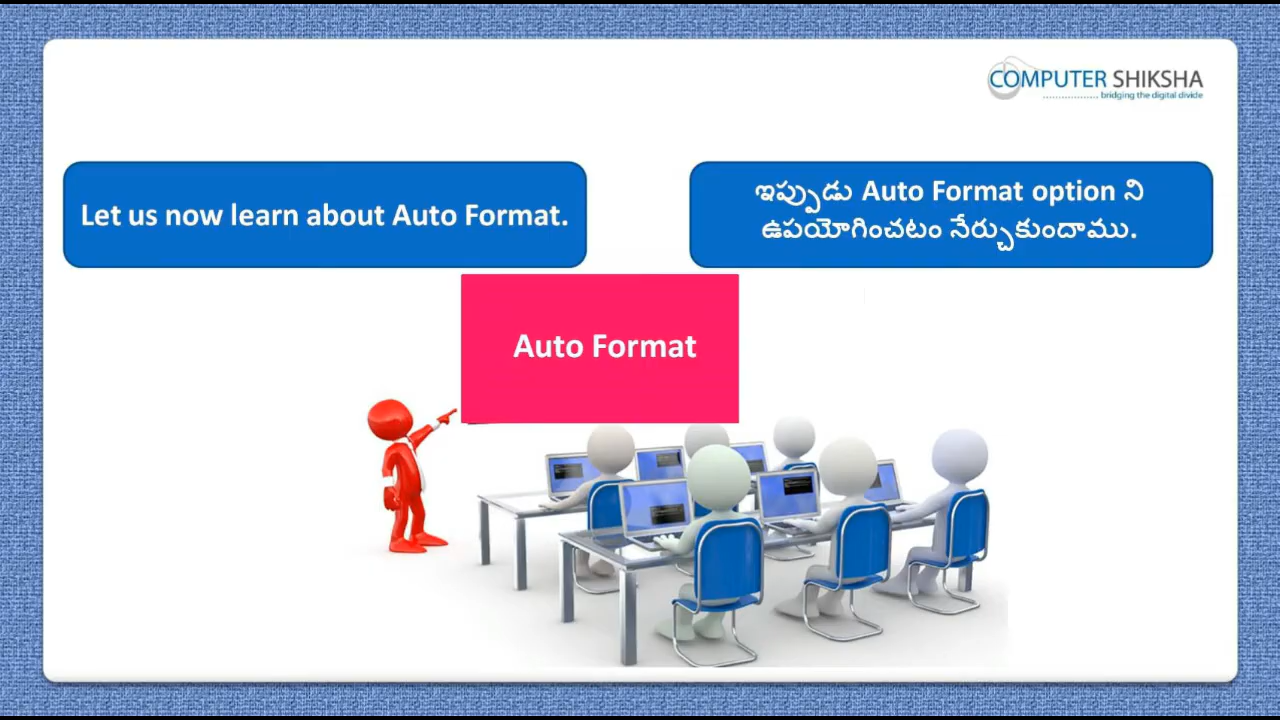 COMPUTER SHIKSHA
bridging the digital divide
Let us now learn about Auto Format.
ఇప్పుడు Auto Format option ని
ఉపయోగించటం నేర్చుకుందాము.
Auto Format